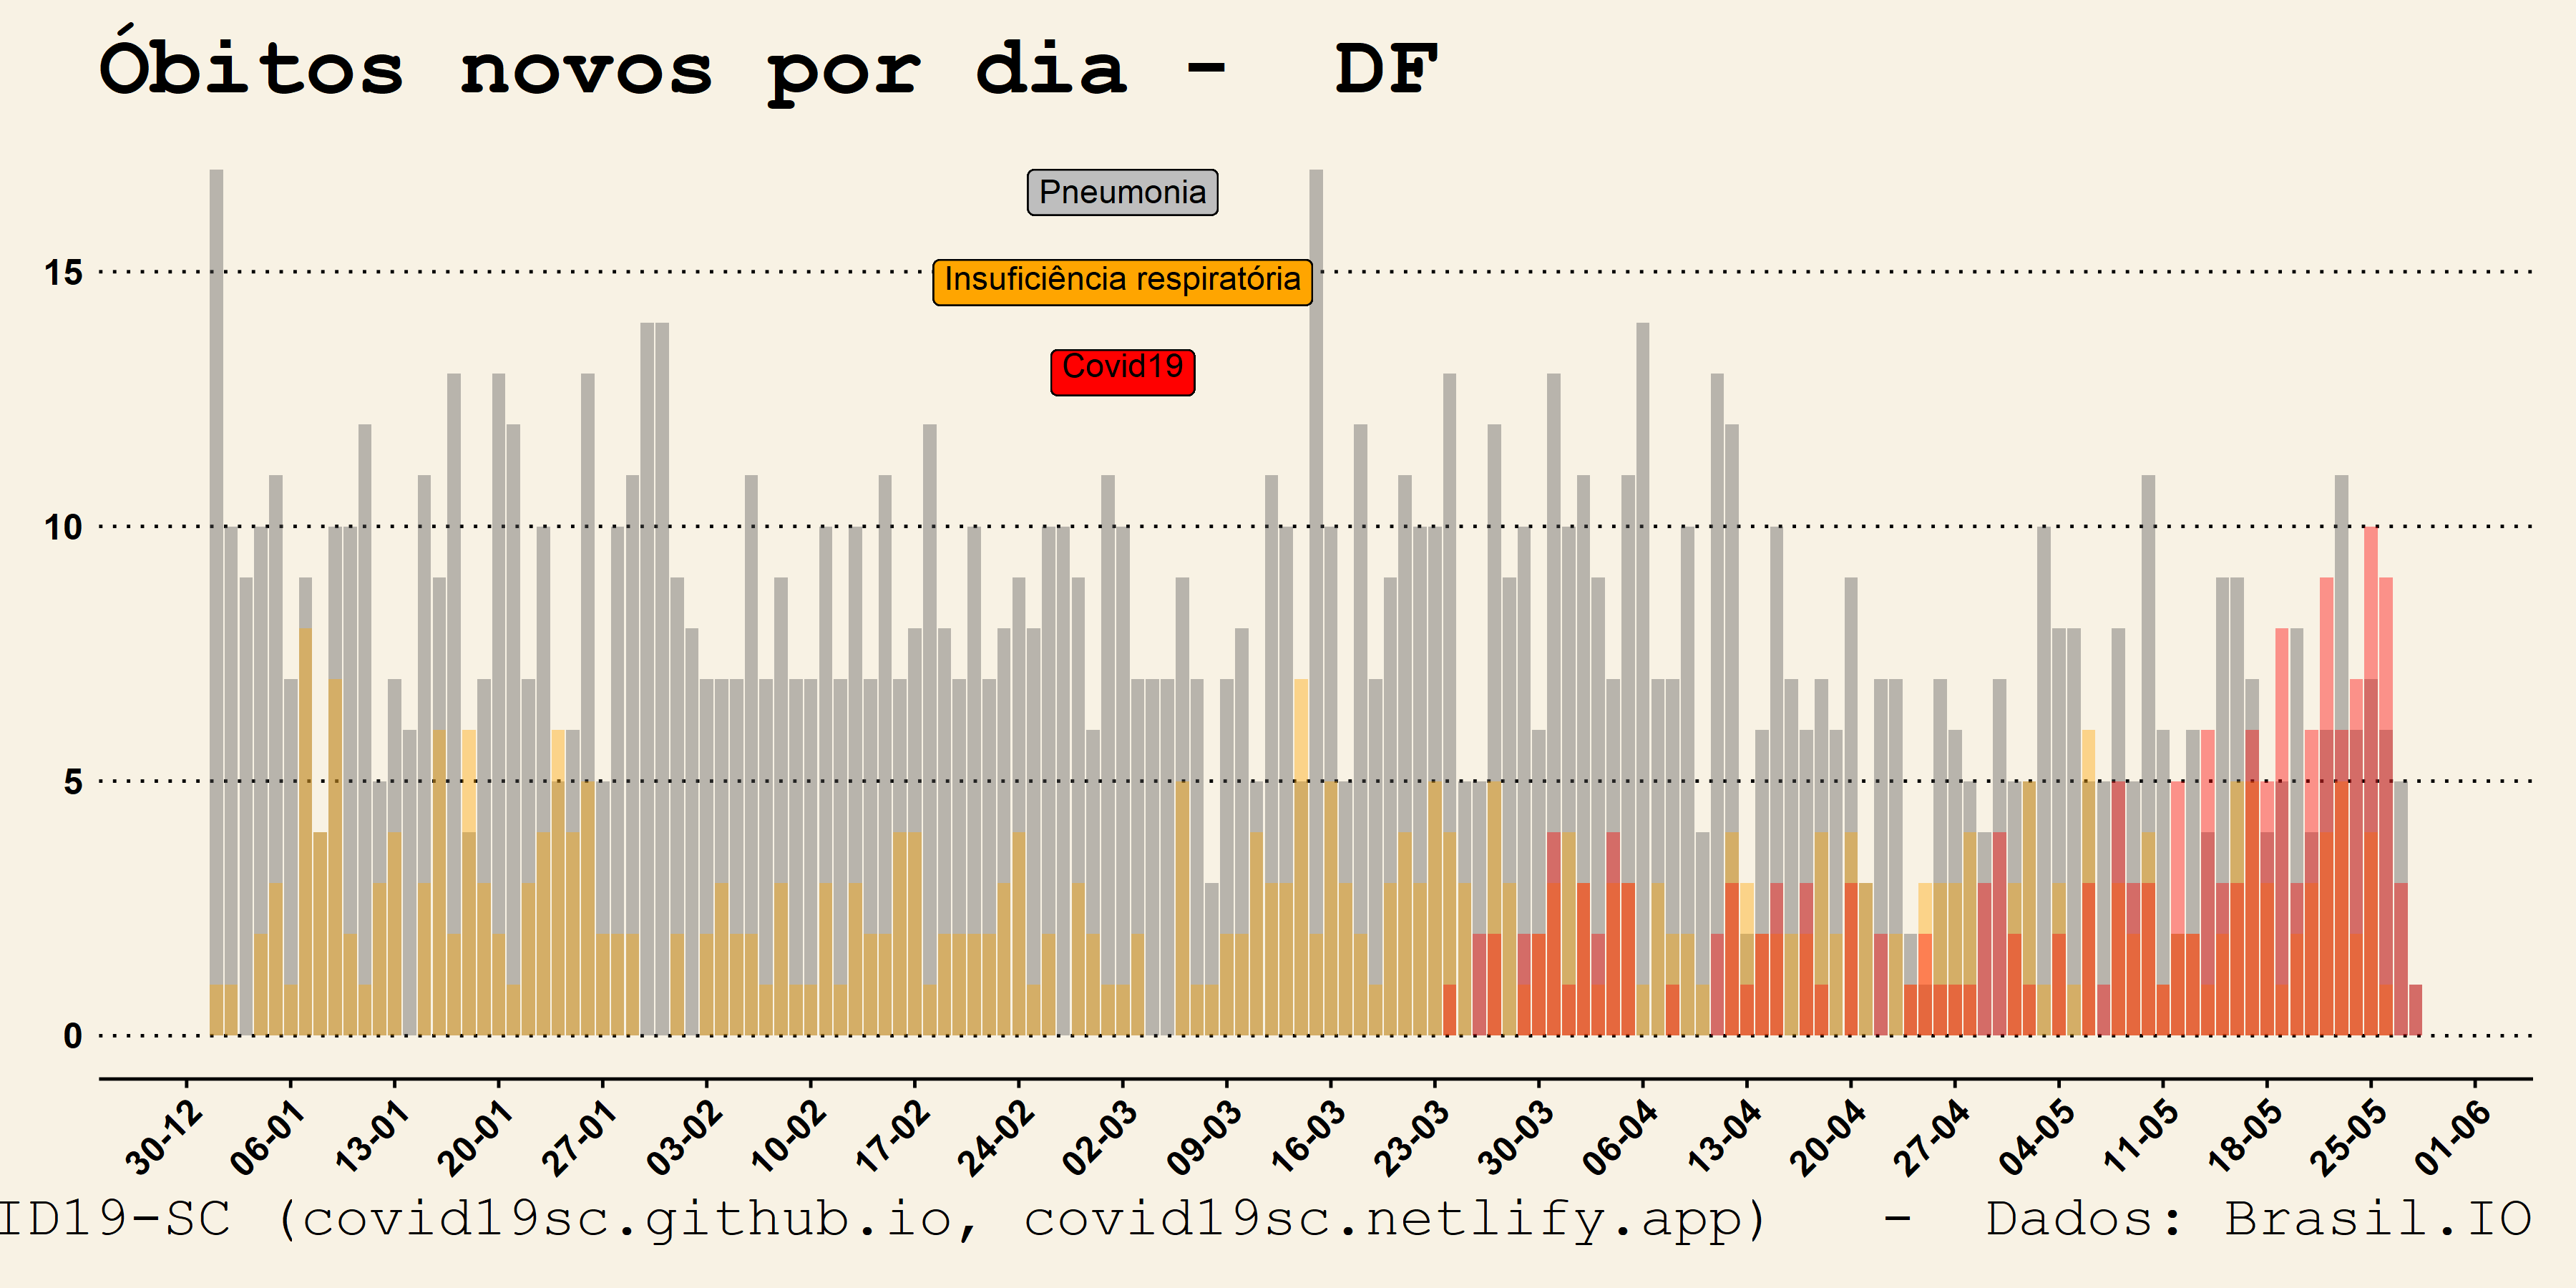 Óbitos novos por dia - DF
Pneumonia
15
Insuficiência respiratória
Covid19
10
5
0
30-12 06-01 13-01 20-01 27-01 03-02 10-02 17-02 24-02 02-03 09-03 16-03 23-03 30-03 06-04 13-04 20-04 27-04 04-05 11-05 18-05 25-05 01-06
ID19-SC (covid19sc.github.io, covid19sc.netlify.app) - Dados: Brasil.IO